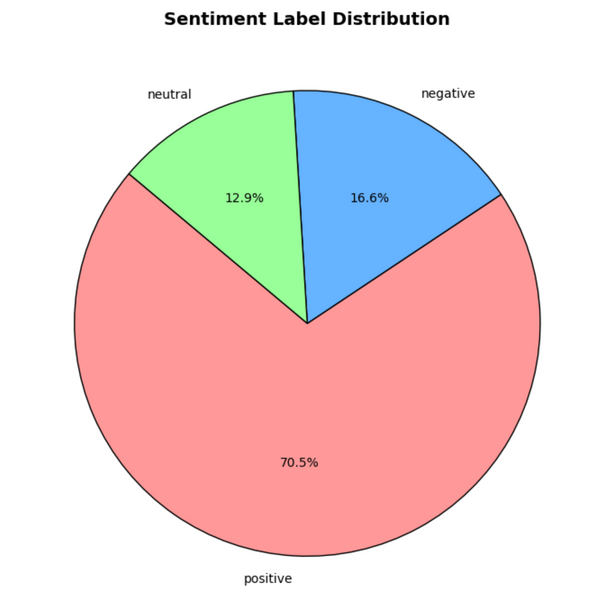 Sentiment Label Distribution
neutral
negative
12.9%
16.6%
70.5%
positive